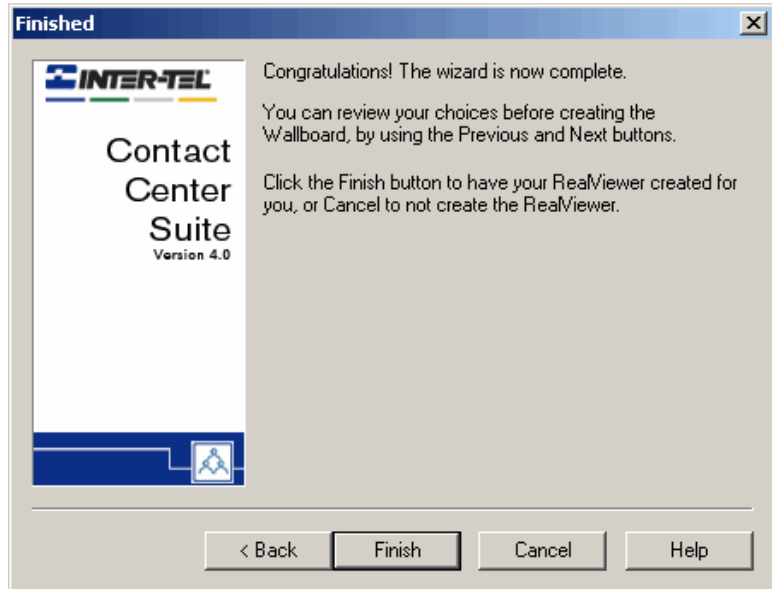 Finished
INTER-TEL
Contact
Center
Suite
Version 4.0
Congratulations! The wizard is now complete.
You can review your choices before creating the
Wallboard, by using the Previous and Next buttons.
Click the Finish button to have your RealViewer created for
you, or Cancel to not create the RealViewer.
< Back
Finish
Cancel
Help